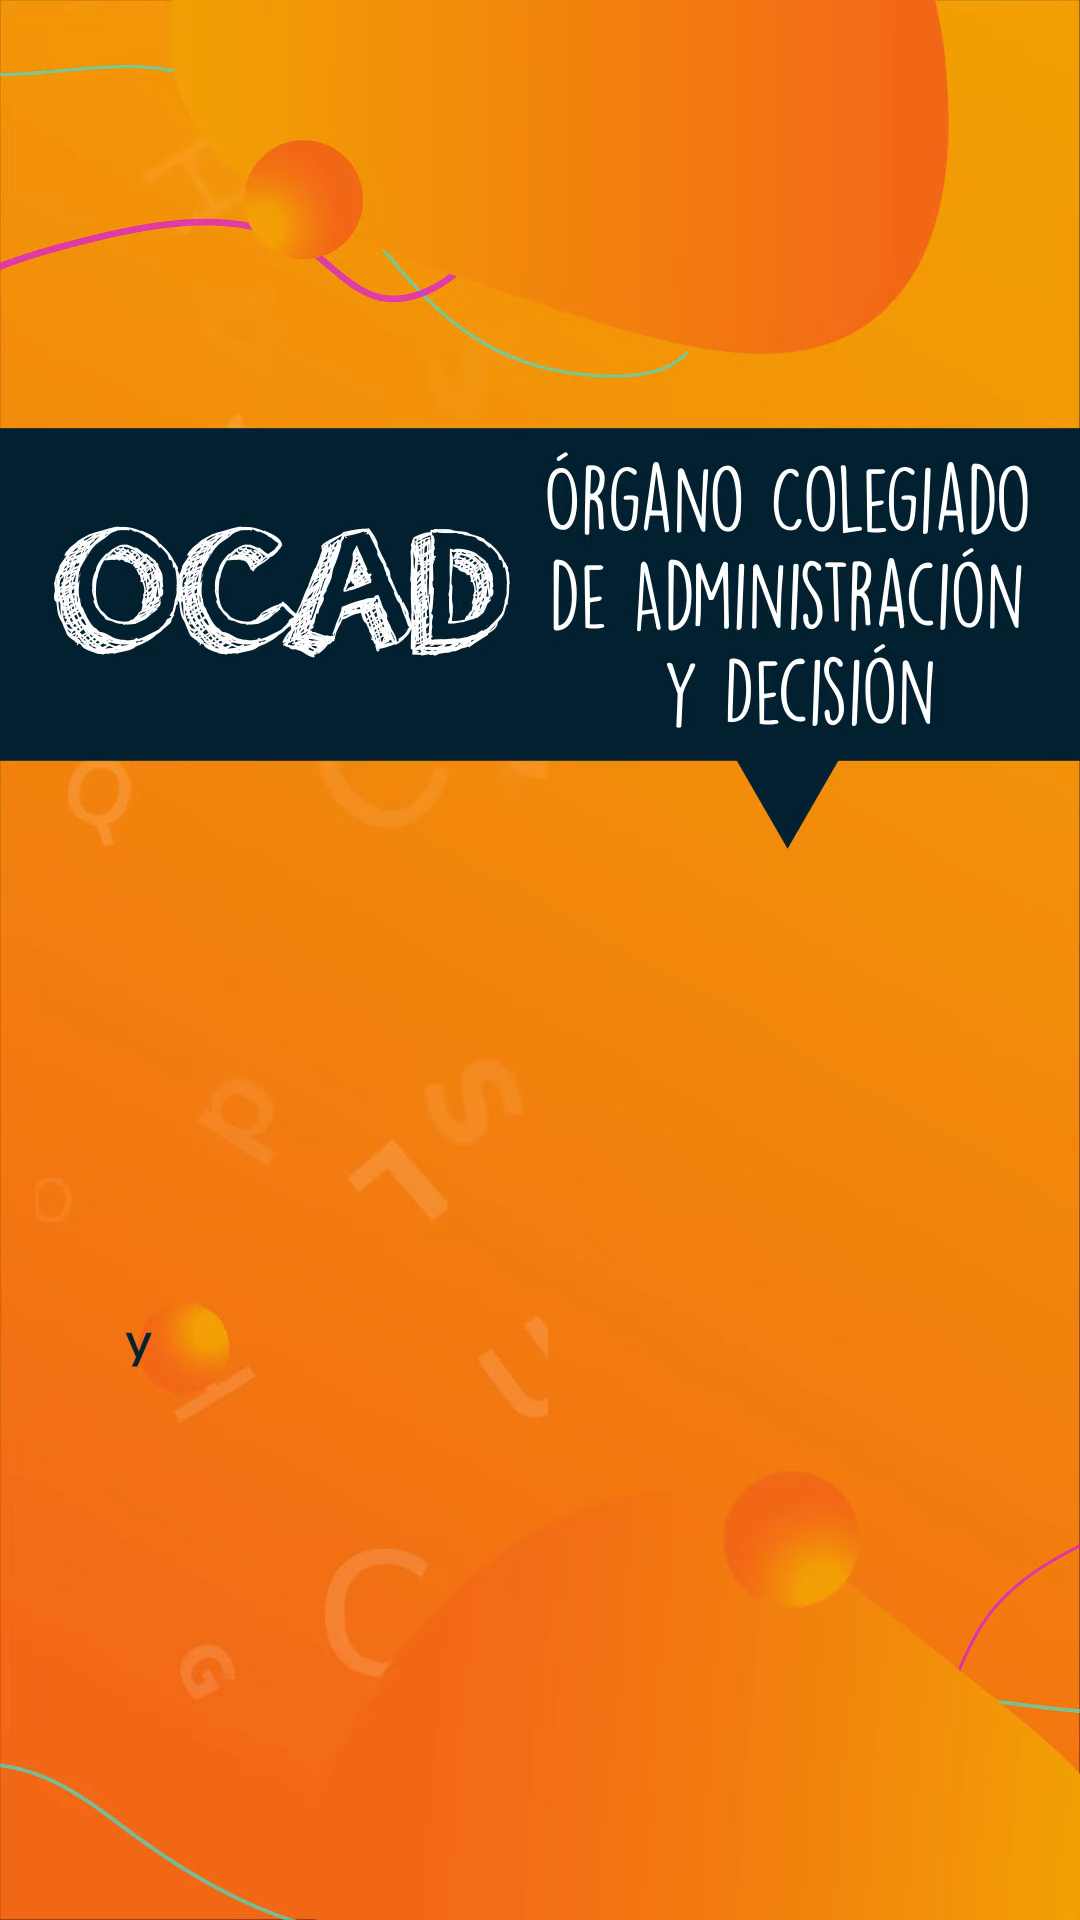 OCAD
ÓRGANO COLEGIADO
DE ADMINISTRACIÓN
Y DECISIÓN
Q
d
S
L
O
y
I
C
G